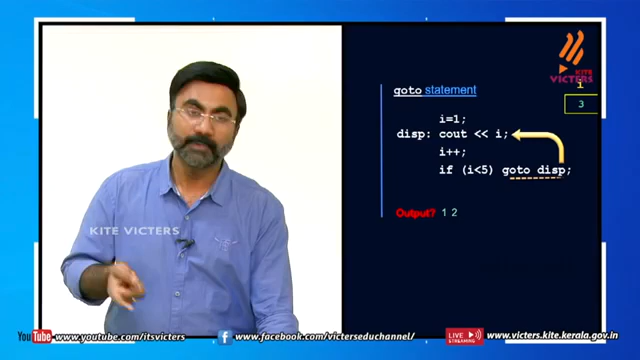 KITE
VICTERS
i
3
goto statement
i=1;
disp: cout << i;
i++;
if (i<5) goto disp;
Output? 1 2
KITE VICTERS
YouTube www.youtube.com/itsvicters
f www.facebook.com/victerseduchannel/
LIVE STREAMING www.victers.kite.kerala.gov.in